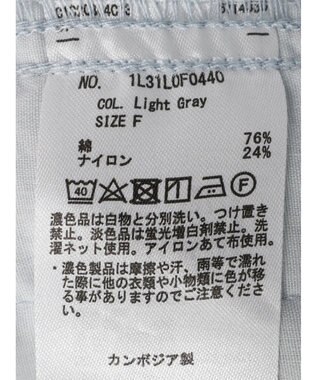 NO. 1L31L0F0440
COL. Light Gray
SIZE F
綿 76%
ナイロン 24%
40
濃色品は白物と分別洗い。つけ置き
禁止。淡色品は蛍光増白剤禁止。洗
濯ネット使用。アイロンあて布使用。
・濃色製品は摩擦や汗、雨等で濡れ
た際に他の衣類や小物類に色が移
る事がありますのでご注意くださ
い。
カンボジア製